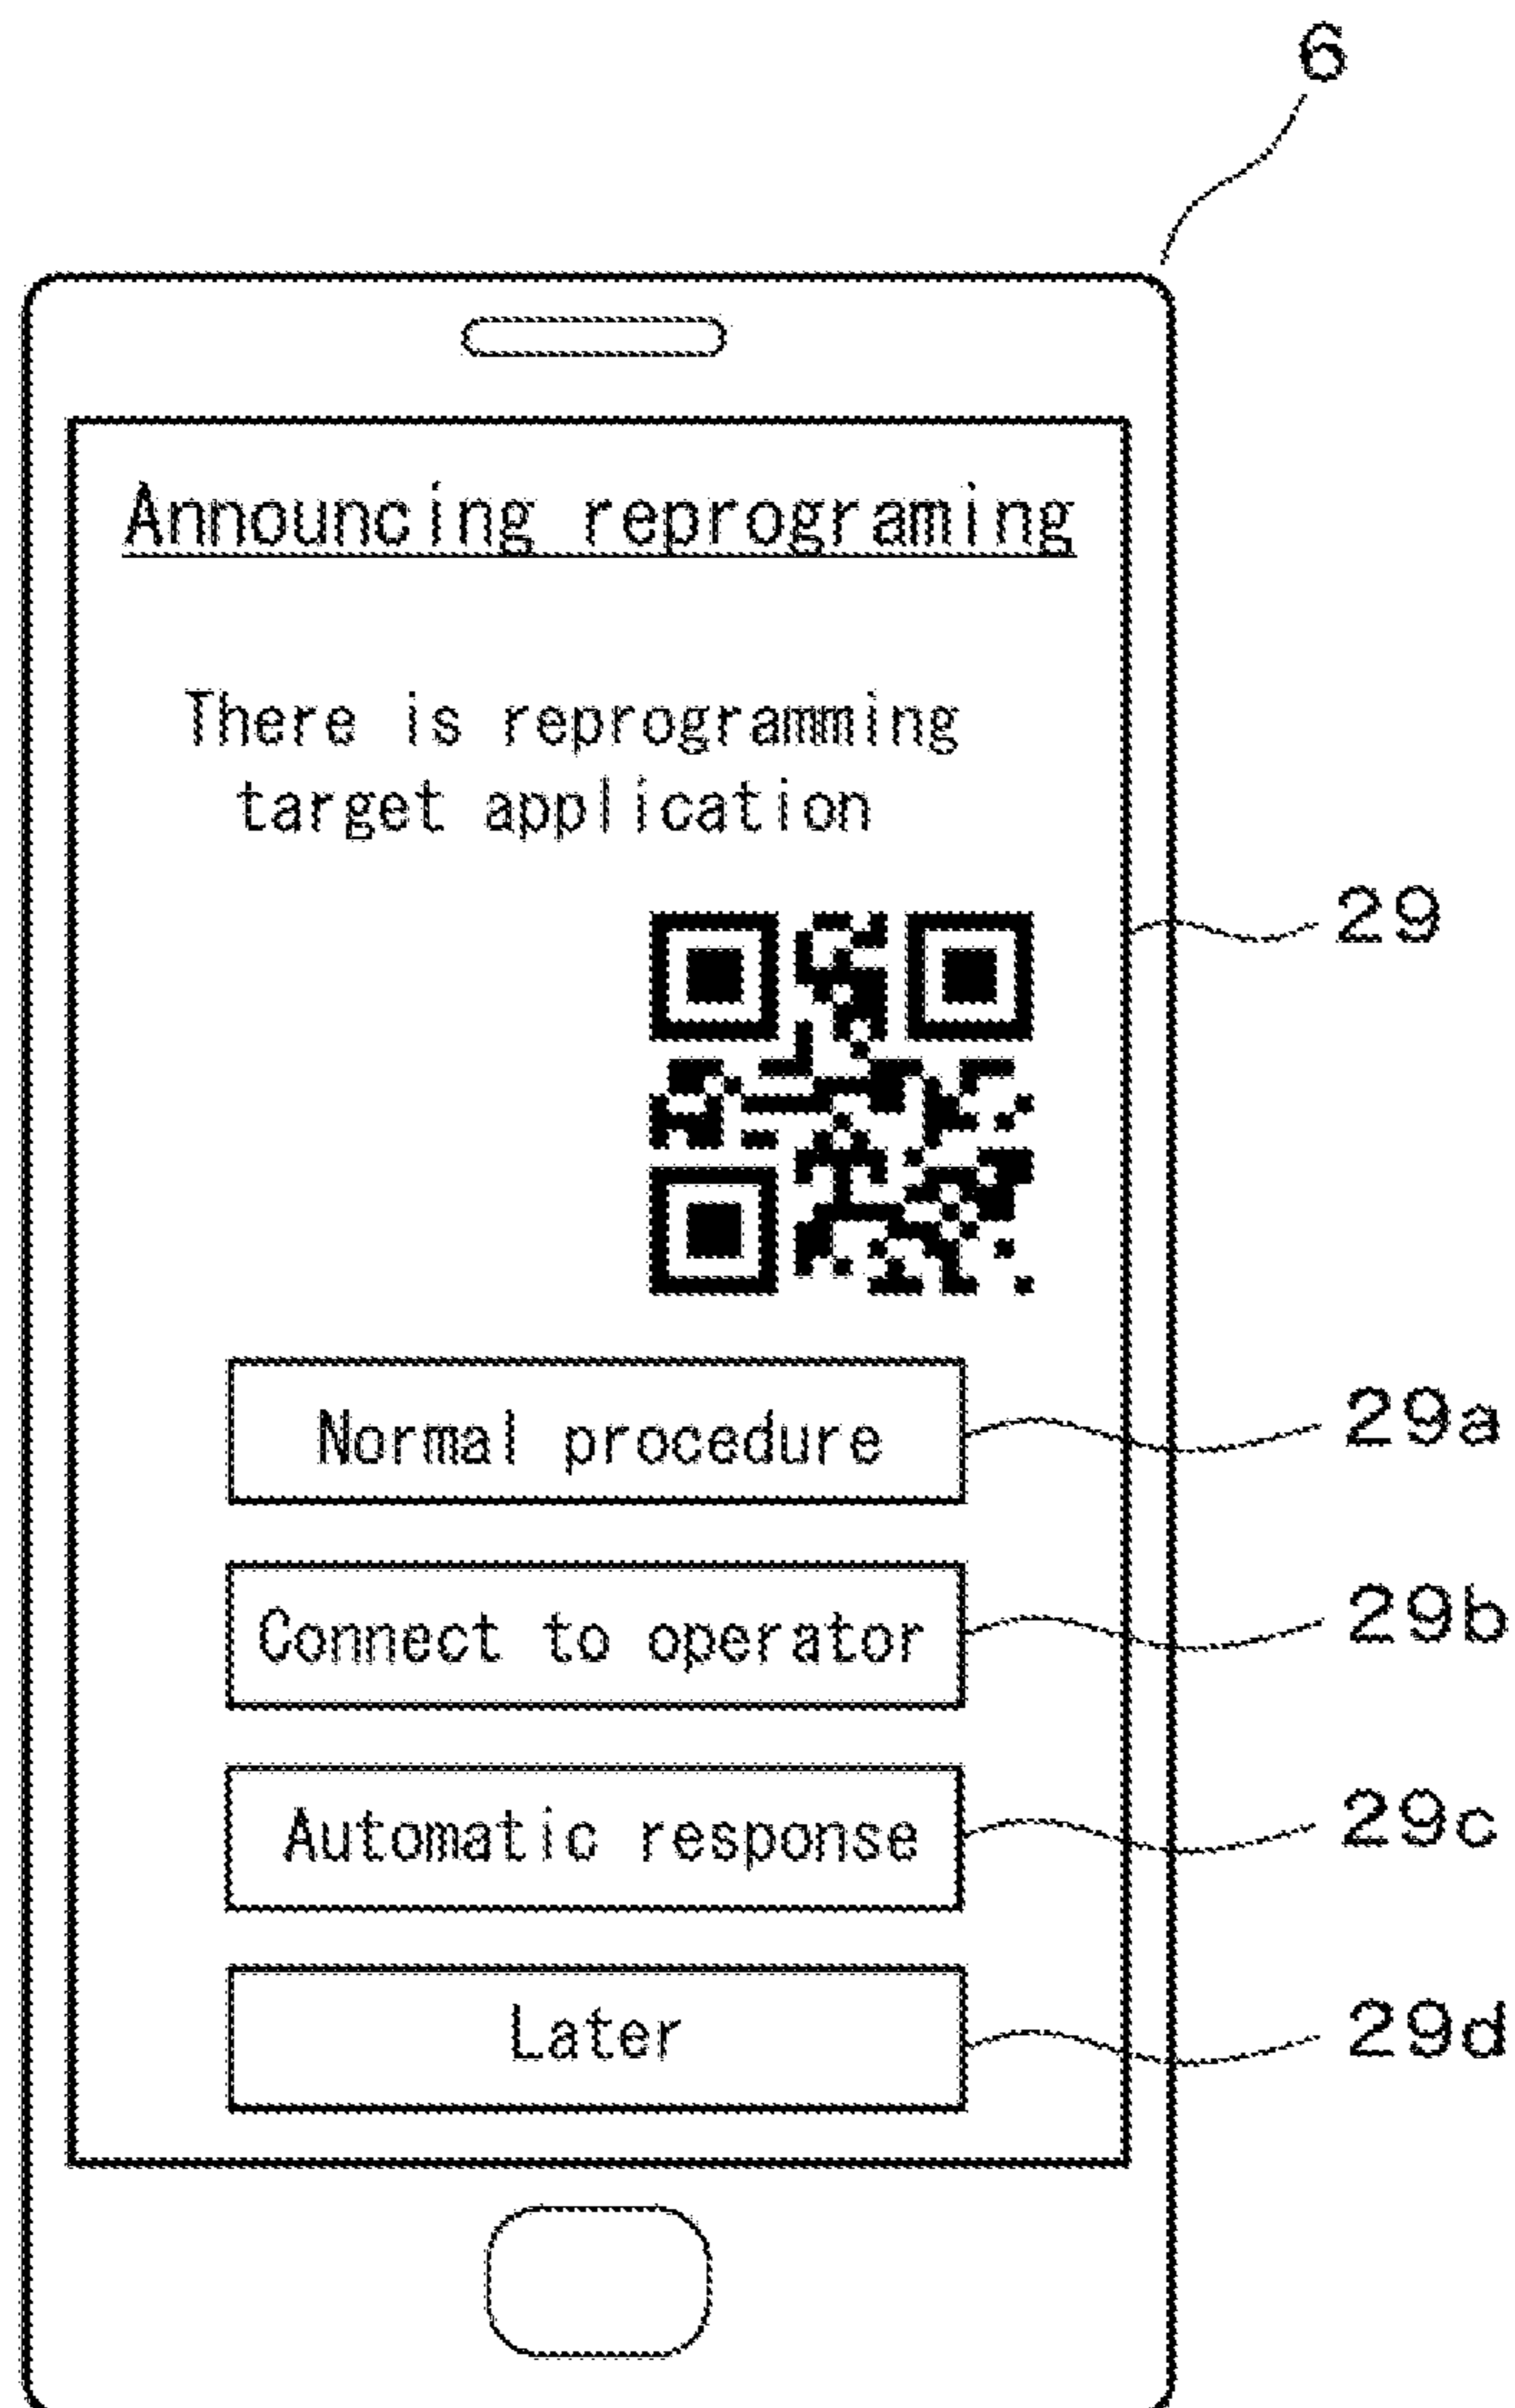 6
Announcing reprograming
There is reprogramming
target application
29
Normal procedure
29a
Connect to operator
29b
Automatic response
29c
Later
29d